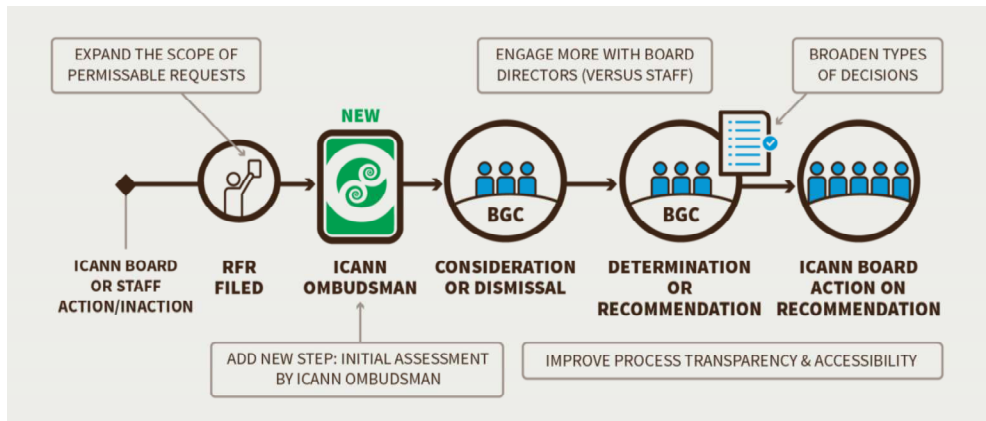 EXPAND THE SCOPE OF
PERMISSABLE REQUESTS
ENGAGE MORE WITH BOARD
DIRECTORS (VERSUS STAFF)
BROADEN TYPES
OF DECISIONS
NEW
BGC
BGC
ICANN BOARD
OR STAFF
ACTION/INACTION
RFR
FILED
ICANN
OMBUDSMAN
CONSIDERATION
OR DISMISSAL
DETERMINATION
OR
RECOMMENDATION
ICANN BOARD
ACTION ON
RECOMMENDATION
ADD NEW STEP: INITIAL ASSESSMENT
BY ICANN OMBUDSMAN
IMPROVE PROCESS TRANSPARENCY & ACCESSIBILITY